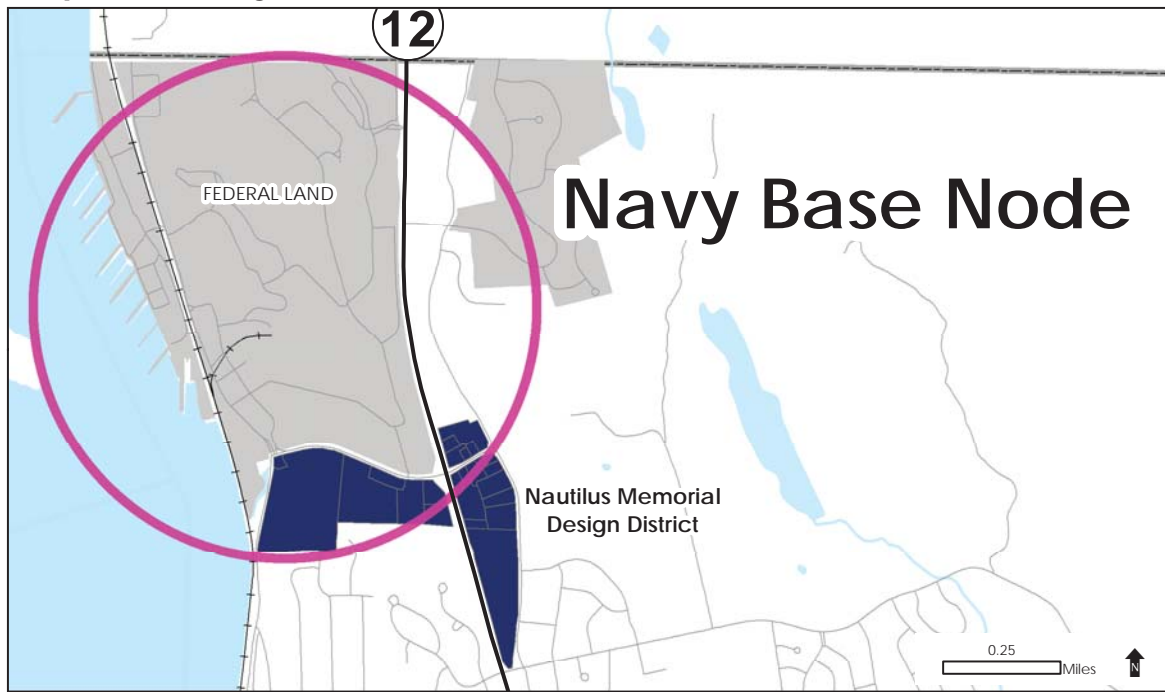 12
FEDERAL LAND
Navy Base Node
Nautilus Memorial
Design District
0.25
Miles
N